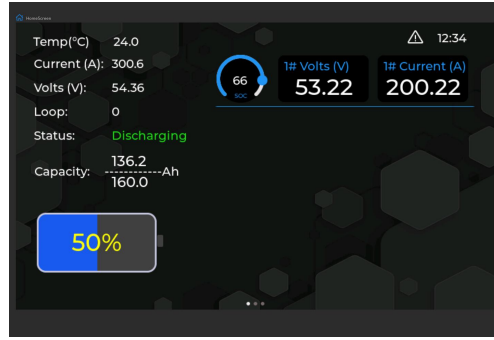 HomeScreen
12:34
Temp(°C) 24.0
Current (A): 300.6
Volts (V): 54.36
Loop: 0
Status: Discharging
Capacity: 136.2
------------Ah
160.0
50%
66
SOC
1# Volts (V)
53.22
1# Current (A)
200.22